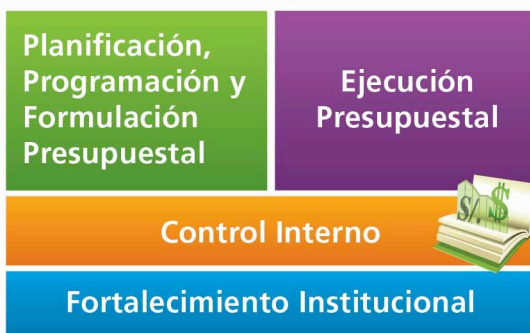 Planificación,
Programación y
Formulación
Presupuestal
Ejecución
Presupuestal
S/. $
Control Interno
Fortalecimiento Institucional